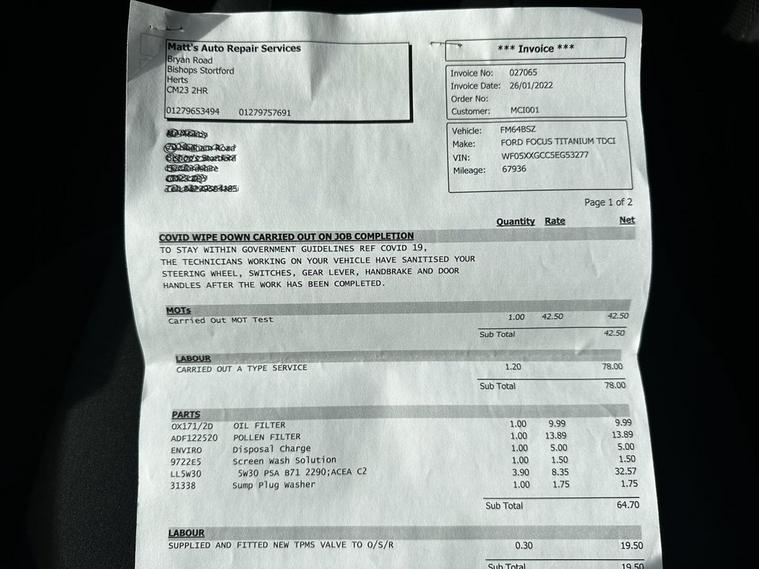 Matt's Auto Repair Services
Bryan Road
Bishops Stortford
Herts
CM23 2HR
01279653494 01279757691
*** Invoice ***
Invoice No: 027065
Invoice Date: 26/01/2022
Order No:
Customer: MCI001
Vehicle: FM64BSZ
Make: FORD FOCUS TITANIUM TDCI
VIN: WF05XXGCC5EG53277
Mileage: 67936
Page 1 of 2
Quantity Rate Net
COVID WIPE DOWN CARRIED OUT ON JOB COMPLETION
TO STAY WITHIN GOVERNMENT GUIDELINES REF COVID 19,
THE TECHNICIANS WORKING ON YOUR VEHICLE HAVE SANITISED YOUR
STEERING WHEEL, SWITCHES, GEAR LEVER, HANDBRAKE AND DOOR
HANDLES AFTER THE WORK HAS BEEN COMPLETED.
MOTs
Carried Out MOT Test 1.00 42.50 42.50
Sub Total 42.50
LABOUR
CARRIED OUT A TYPE SERVICE 1.20 78.00
Sub Total 78.00
PARTS
OX171/2D OIL FILTER 1.00 9.99 9.99
ADF122520 POLLEN FILTER 1.00 13.89 13.89
ENVIRO Disposal Charge 1.00 5.00 5.00
9722E5 Screen Wash Solution 1.00 1.50 1.50
LL5W30 5W30 PSA B71 2290;ACEA C2 3.90 8.35 32.57
31338 Sump Plug Washer 1.00 1.75 1.75
Sub Total 64.70
LABOUR
SUPPLIED AND FITTED NEW TPMS VALVE TO O/S/R 0.30 19.50
Sub Total 19.50